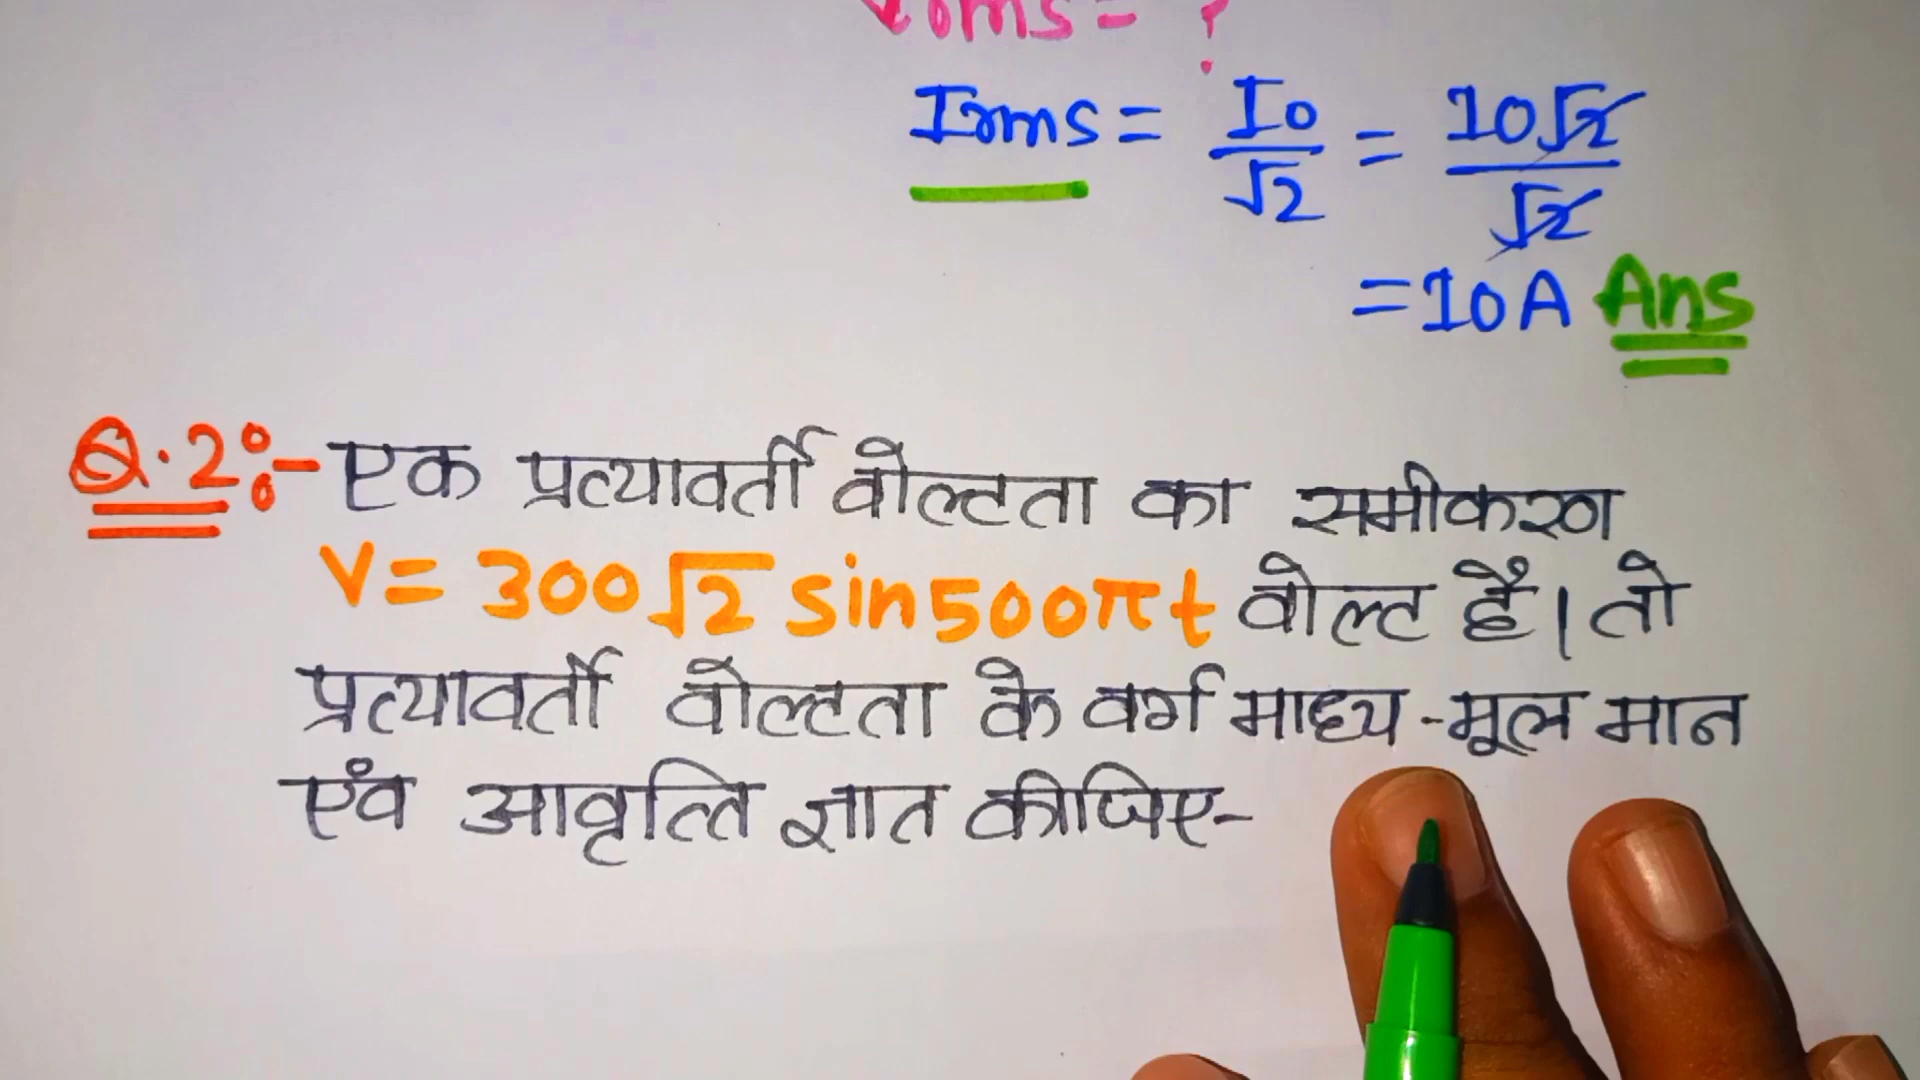 Irms = I0/√2 = 10√2/√2
= 10A Ans
Q.2:- एक प्रत्यावर्ती वोल्टता का समीकरण
V= 300√2 sin500πt वोल्ट है। तो
प्रत्यावर्ती वोल्टता के वर्ग माध्य-मूल मान
एंव आवृत्ति ज्ञात कीजिए-